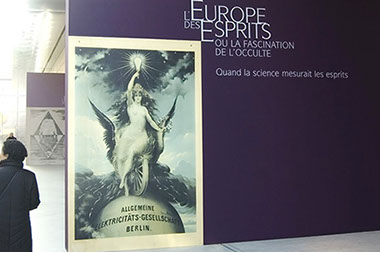 L'EUROPE
DES ESPRITS
OU LA FASCINATION
DE L'OCCULTE
Quand la science mesurait les esprits
ALLGEMEINE
ELEKTRICITÄTS-GESELLSCHAFT
BERLIN.